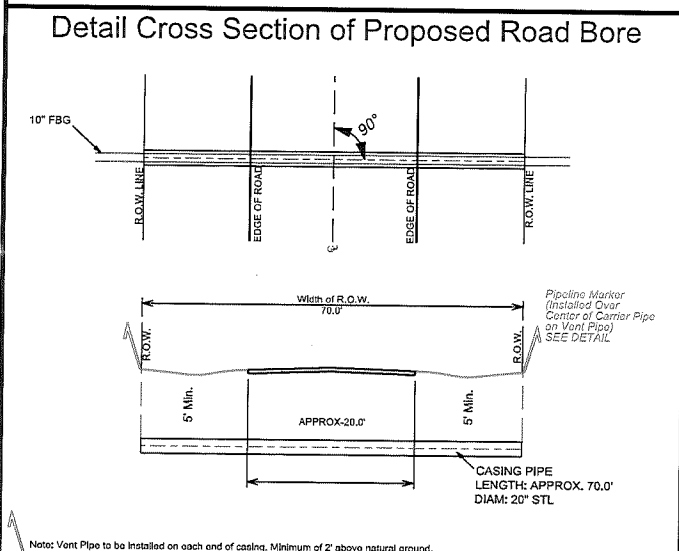 Detail Cross Section of Proposed Road Bore
10" FBG
90°
R.O.W. LINE
EDGE OF ROAD
EDGE OF ROAD
R.O.W. LINE
Width of R.O.W.
70.0'
Pipeline Marker
(Installed Over
Center of Carrier Pipe
on Vent Pipe)
SEE DETAIL
R.O.W.
R.O.W.
5' Min.
APPROX-20.0'
5' Min.
CASING PIPE
LENGTH: APPROX. 70.0'
DIAM: 20" STL
Note: Vent Pipe to be installed on each end of casing. Minimum of 2' above natural ground.